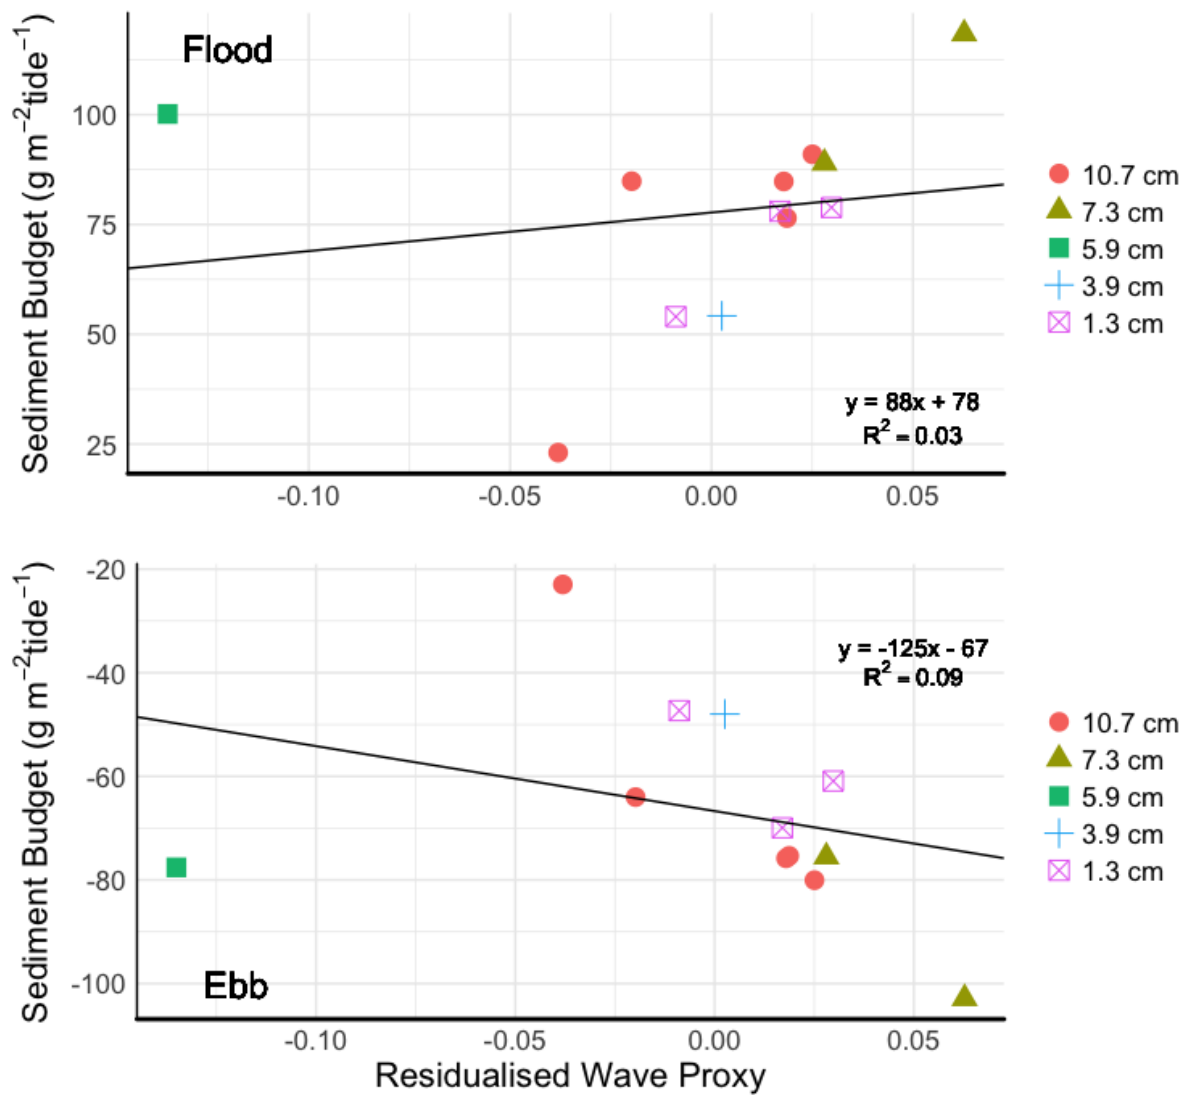 Flood
Sediment Budget (g m⁻²tide⁻¹)
100
75
50
25
y = 88x + 78
R² = 0.03
-0.10 -0.05 0.00 0.05
10.7 cm
7.3 cm
5.9 cm
3.9 cm
1.3 cm
Sediment Budget (g m⁻²tide⁻¹)
-20
-40
-60
-80
-100
y = -125x - 67
R² = 0.09
Ebb
-0.10 -0.05 0.00 0.05
Residualised Wave Proxy
10.7 cm
7.3 cm
5.9 cm
3.9 cm
1.3 cm